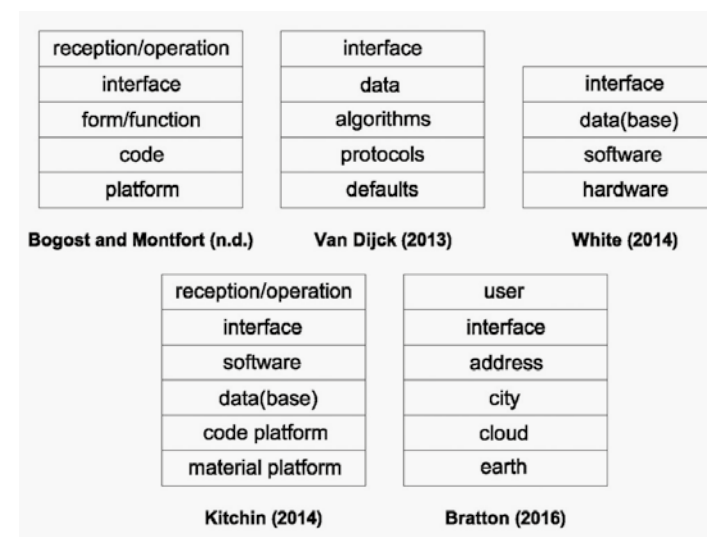 reception/operation
interface
form/function
code
platform
Bogost and Montfort (n.d.)
interface
data
algorithms
protocols
defaults
Van Dijck (2013)
interface
data(base)
software
hardware
White (2014)
reception/operation
interface
software
data(base)
code platform
material platform
Kitchin (2014)
user
interface
address
city
cloud
earth
Bratton (2016)